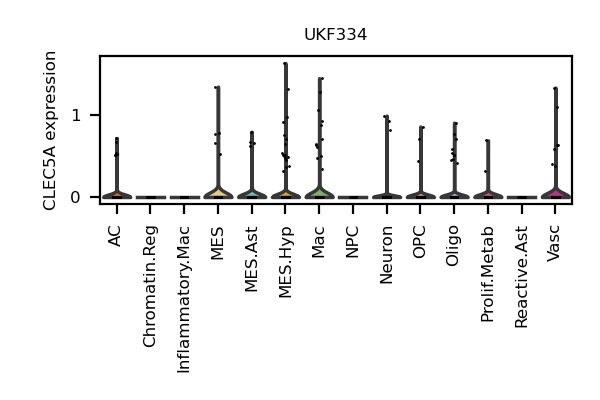 UKF334
CLEC5A expression
1
0
AC
Chromatin.Reg
Inflammatory.Mac
MES
MES.Ast
MES.Hyp
Mac
NPC
Neuron
OPC
Oligo
Prolif.Metab
Reactive.Ast
Vasc